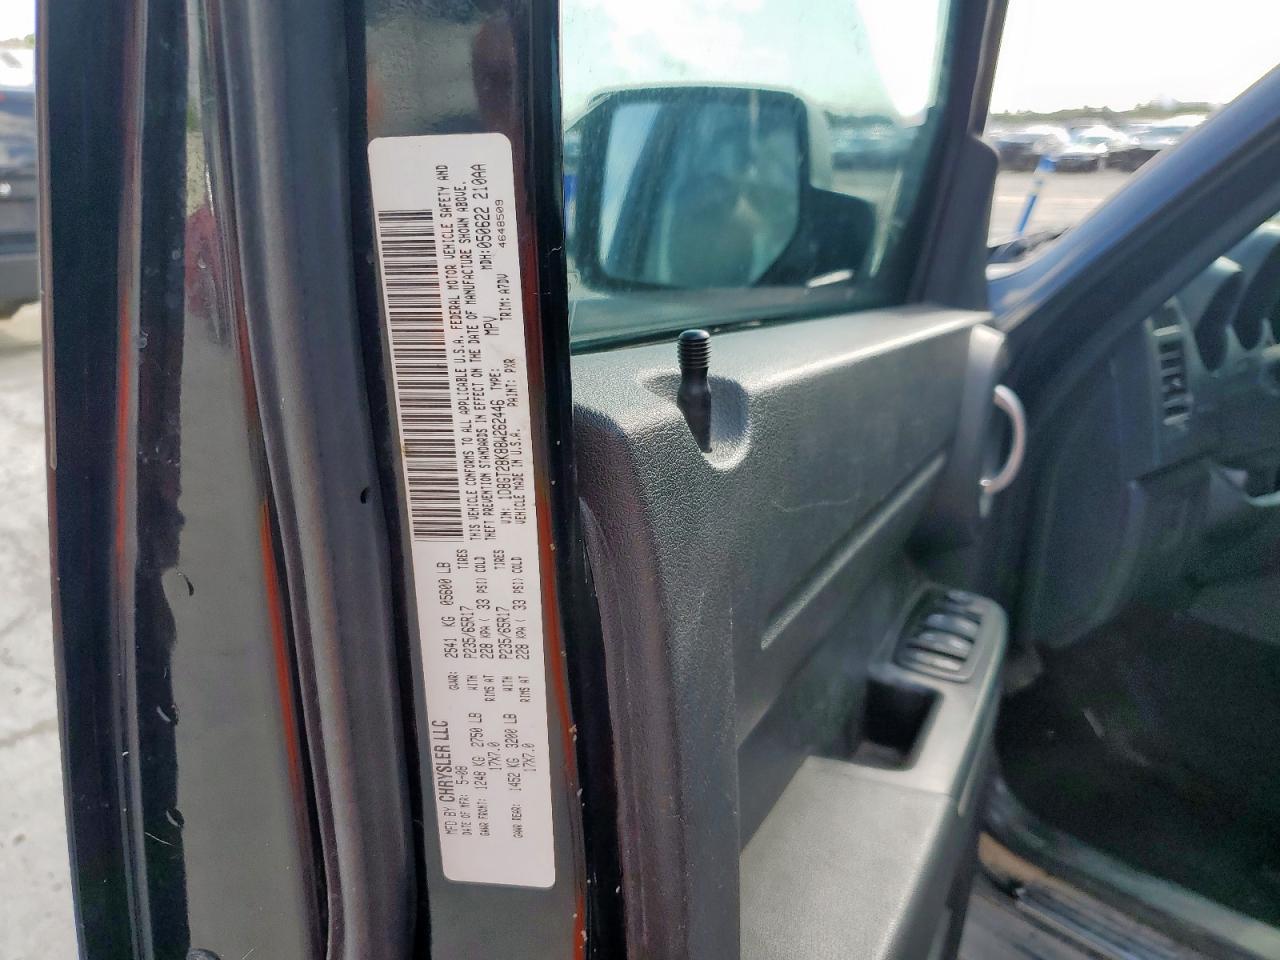 MFD BY CHRYSLER LLC
DATE OF MFR: 5-08 GVWR: 2541 KG 05600 LB
GAWR FRONT: 1248 KG 2750 LB WITH P235/65R17 TIRES
17X7.0 RIMS AT 228 KPA( 33 PSI) COLD
GAWR REAR: 1452 KG 3200 LB WITH P235/65R17 TIRES
17X7.0 RIMS AT 228 KPA( 33 PSI) COLD
THIS VEHICLE CONFORMS TO ALL APPLICABLE U.S.A. FEDERAL MOTOR VEHICLE SAFETY AND
THEFT PREVENTION STANDARDS IN EFFECT ON THE DATE OF MANUFACTURE SHOWN ABOVE.
VIN: 1D8GT28K88W262446 TYPE: MPV MDH:050622 210AA
VEHICLE MADE IN U.S.A. PAINT: PXR TRIM: A7DV 4648509